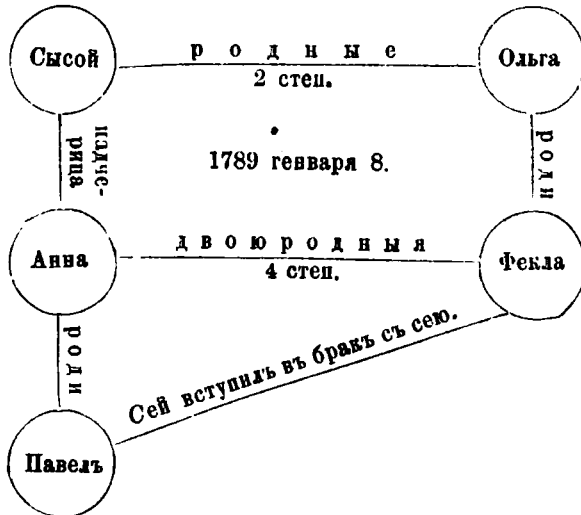 Сысой
родные
2 степ.
Ольга
падче-
рица
1789 генваря 8.
роди
Анна
двоюродныя
4 степ.
Фекла
роди
Сей вступилъ въ бракъ съ сею.
Павелъ